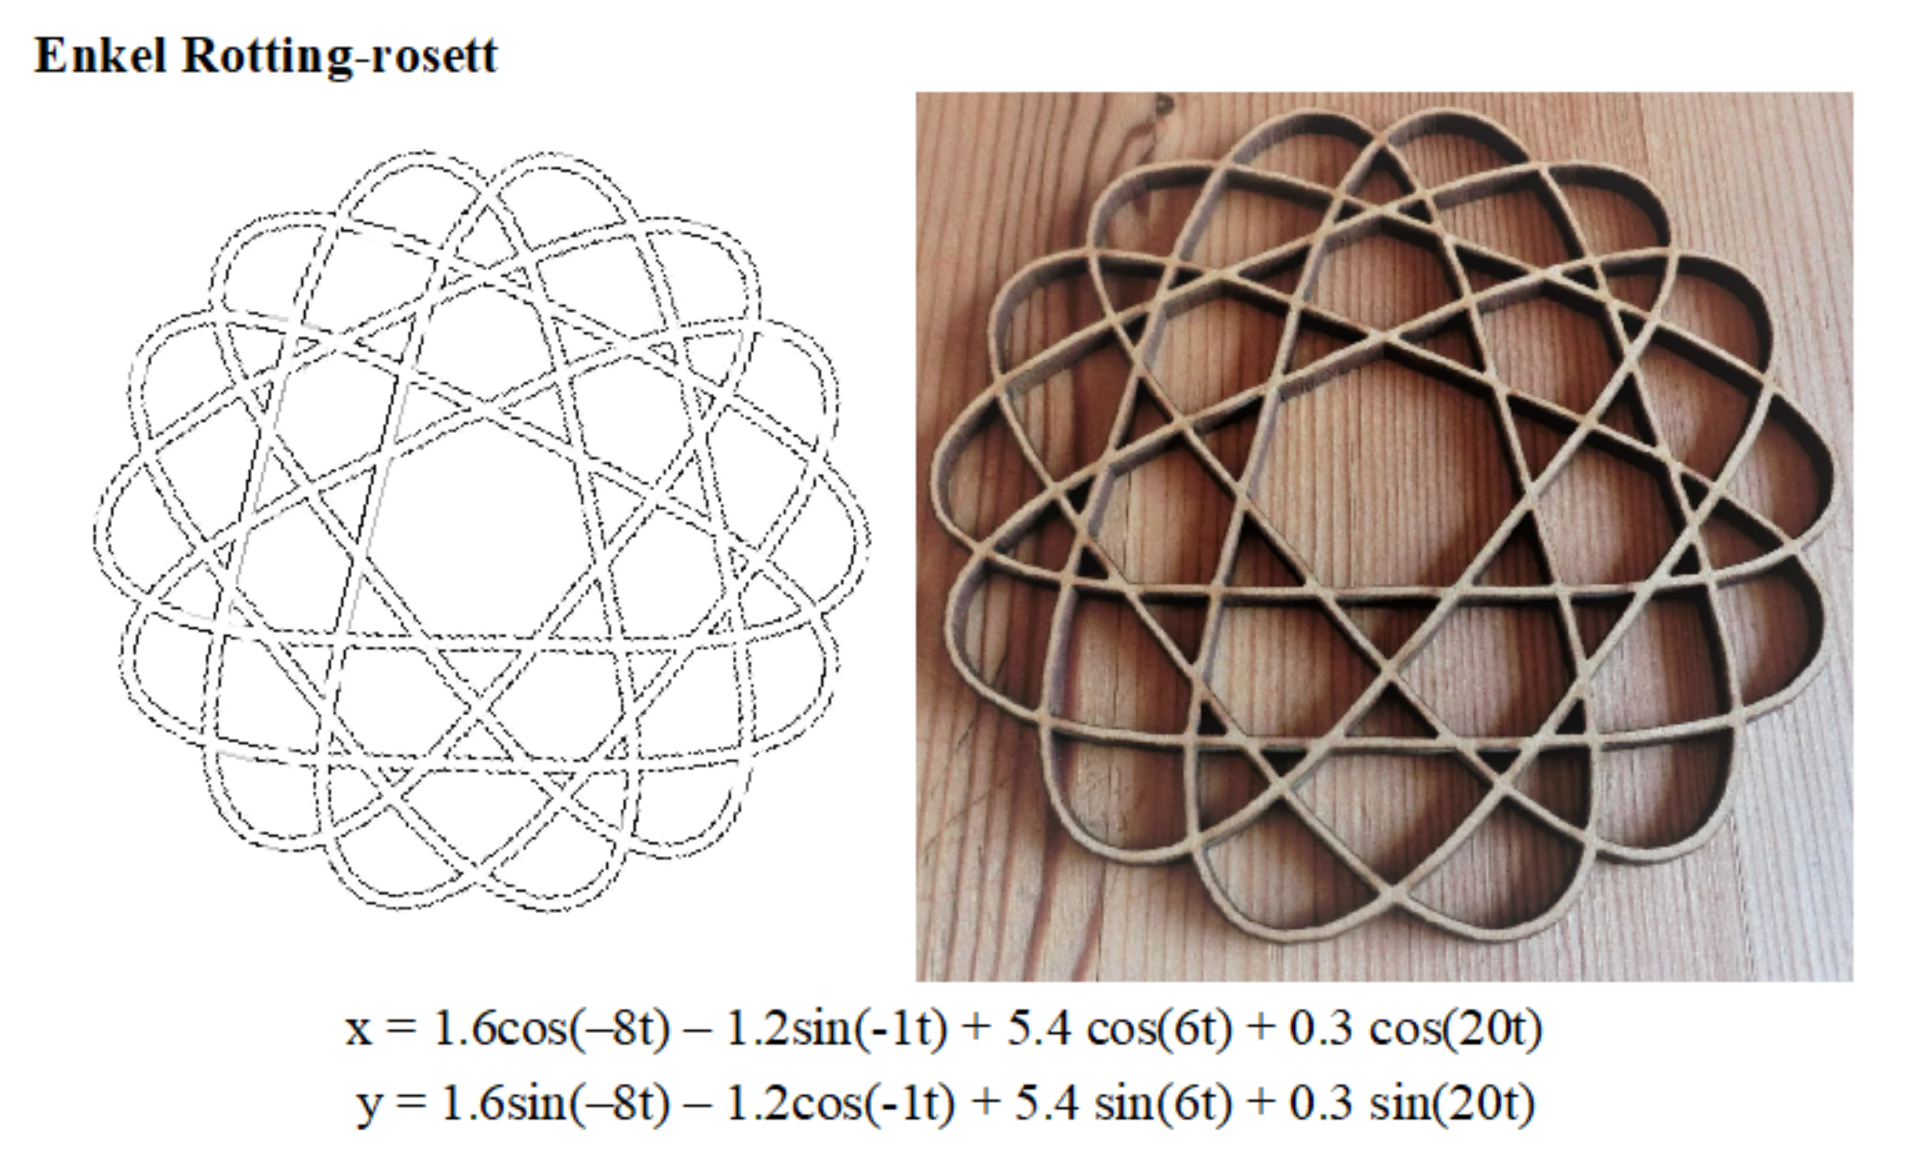 Enkel Rotting-rosett
x = 1.6cos(–8t) – 1.2sin(-1t) + 5.4 cos(6t) + 0.3 cos(20t)
y = 1.6sin(–8t) – 1.2cos(-1t) + 5.4 sin(6t) + 0.3 sin(20t)